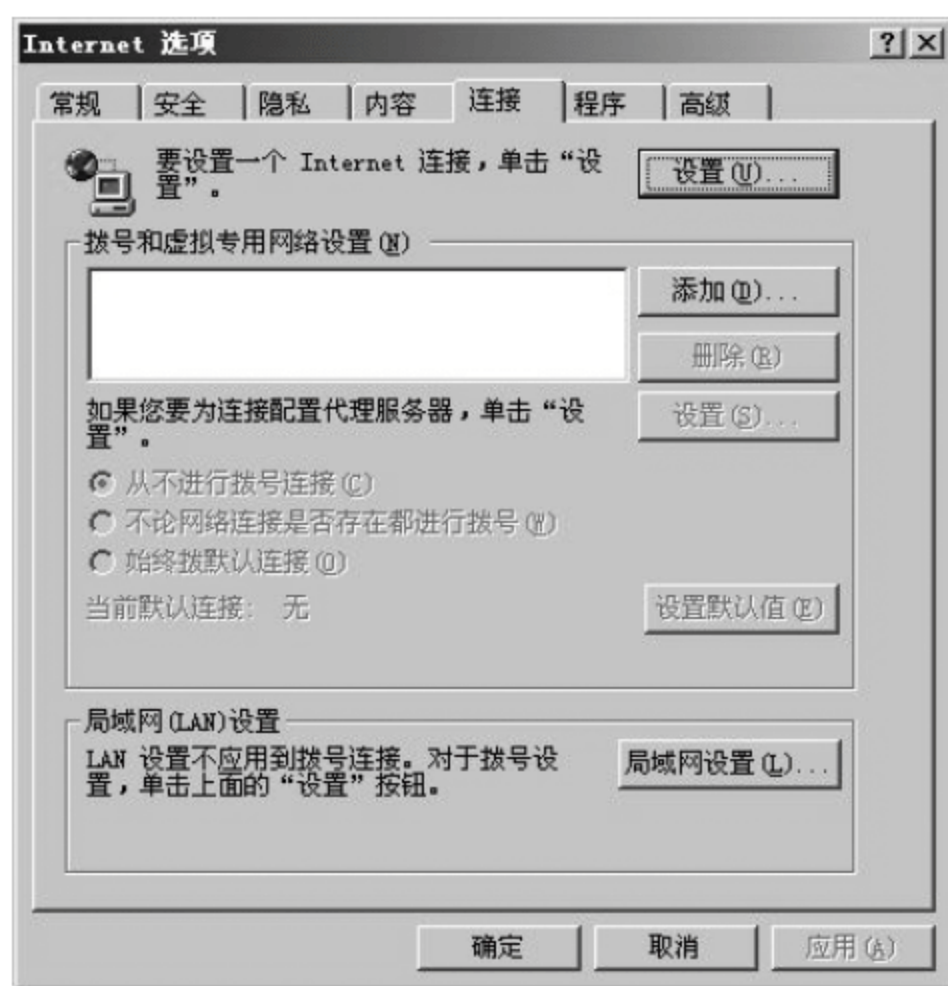 Internet 选项
常规 安全 隐私 内容 连接 程序 高级
要设置一个 Internet 连接，单击“设
置”。
设置(U)...
拨号和虚拟专用网络设置(N)
添加(D)...
删除(R)
如果您要为连接配置代理服务器，单击“设
置”。
设置(S)...
从不进行拨号连接(C)
不论网络连接是否存在都进行拨号(W)
始终拨默认连接(O)
当前默认连接： 无
设置默认值(E)
局域网(LAN)设置
LAN 设置不应用到拨号连接。对于拨号设
置，单击上面的“设置”按钮。
局域网设置(L)...
确定 取消 应用(A)